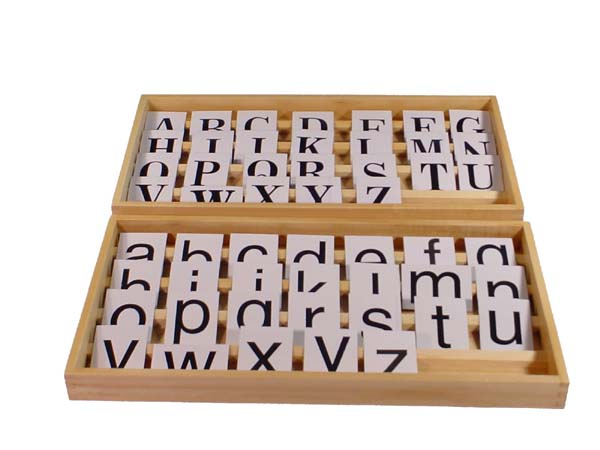 A B C D E F G
H I J K L M N
O P Q R S T U
V W X Y Z
a b c d e f g
h i j k l m n
o p q r s t u
v w x y z